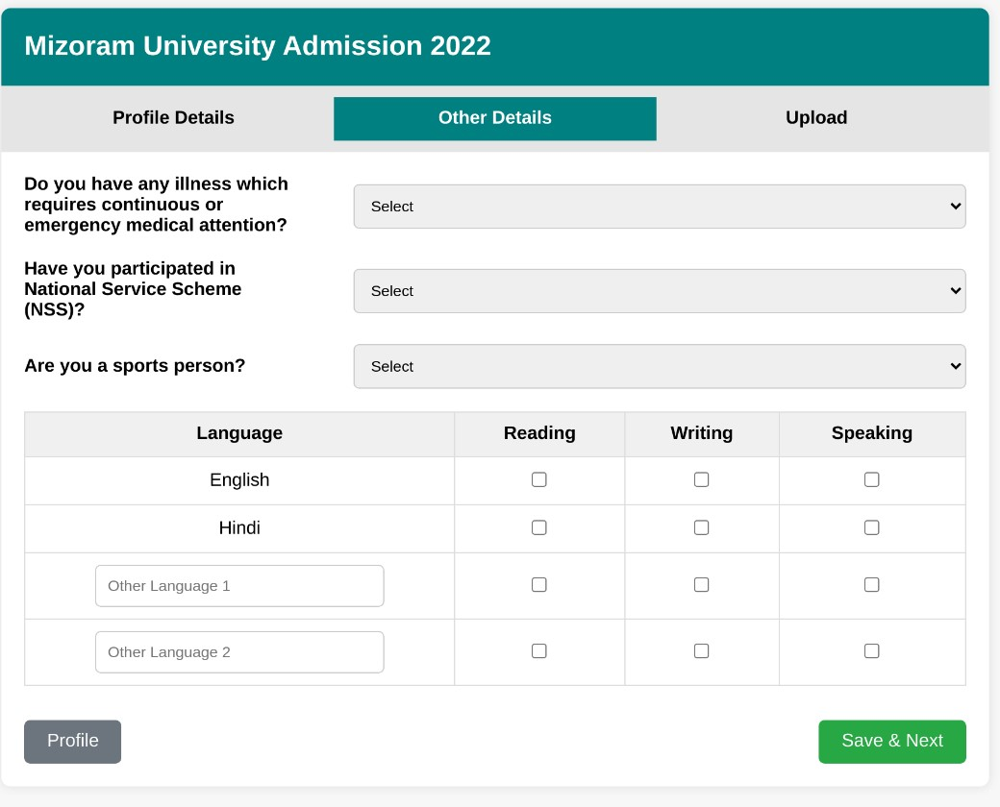 Mizoram University Admission 2022
Profile Details Other Details Upload
Do you have any illness which
requires continuous or
emergency medical attention?
Select
Have you participated in
National Service Scheme
(NSS)?
Select
Are you a sports person?
Select
Language Reading Writing Speaking
English
Hindi
Other Language 1
Other Language 2
Profile Save & Next